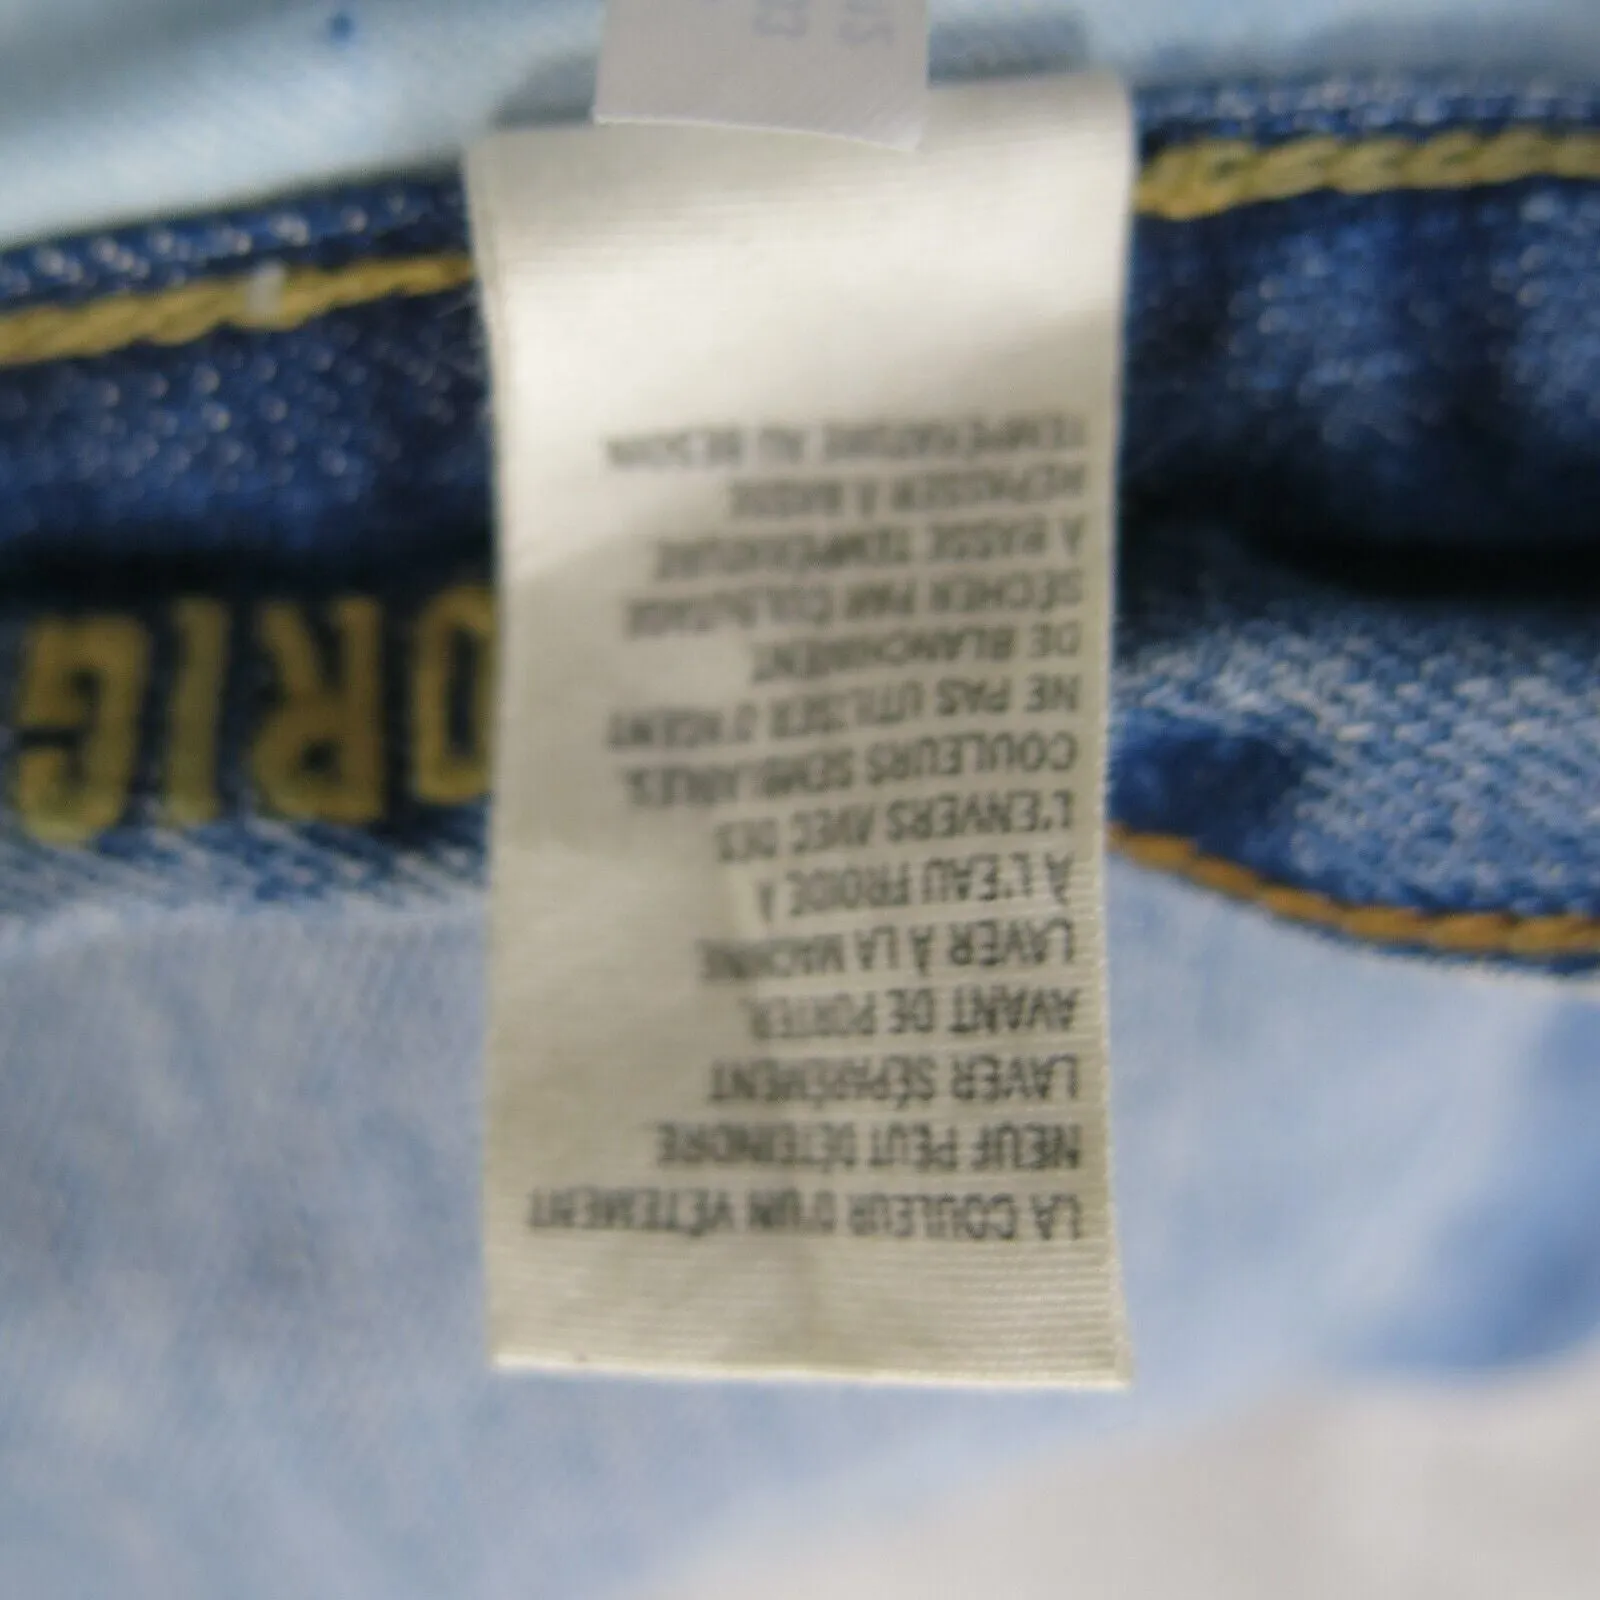 LA COULEUR D'UN VÊTEMENT
NEUF PEUT DÉTEINDRE.
LAVER SÉPARÉMENT
AVANT DE PORTER.
LAVER À LA MACHINE
À L'EAU FROIDE À
L'ENVERS AVEC DES
COULEURS SEMBLABLES.
NE PAS UTILISER D'AGENT
DE BLANCHIMENT
SÉCHER PAR CULBUTAGE
À BASSE TEMPÉRATURE
REPASSER À BASSE
TEMPÉRATURE AU BESOIN
ORIG